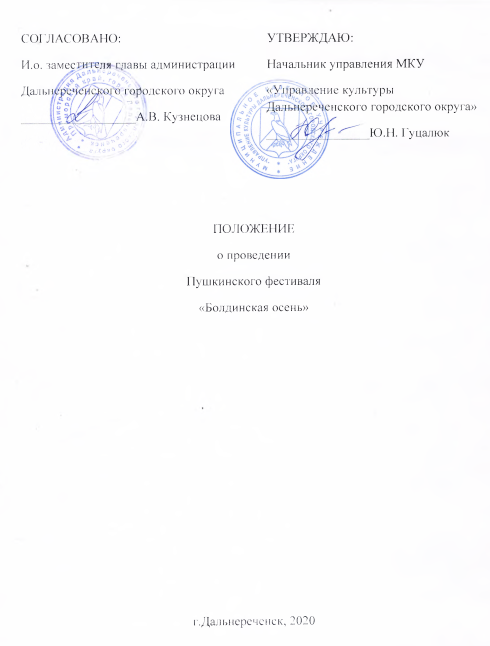 СОГЛАСОВАНО:
И.о. заместителя главы администрации
Дальнереченского городского округа
А.В. Кузнецова
УТВЕРЖДАЮ:
Начальник управления МКУ
«Управление культуры
Дальнереченского городского округа»
Ю.Н. Гуцалюк
ПОЛОЖЕНИЕ
о проведении
Пушкинского фестиваля
«Болдинская осень»
г.Дальнереченск, 2020